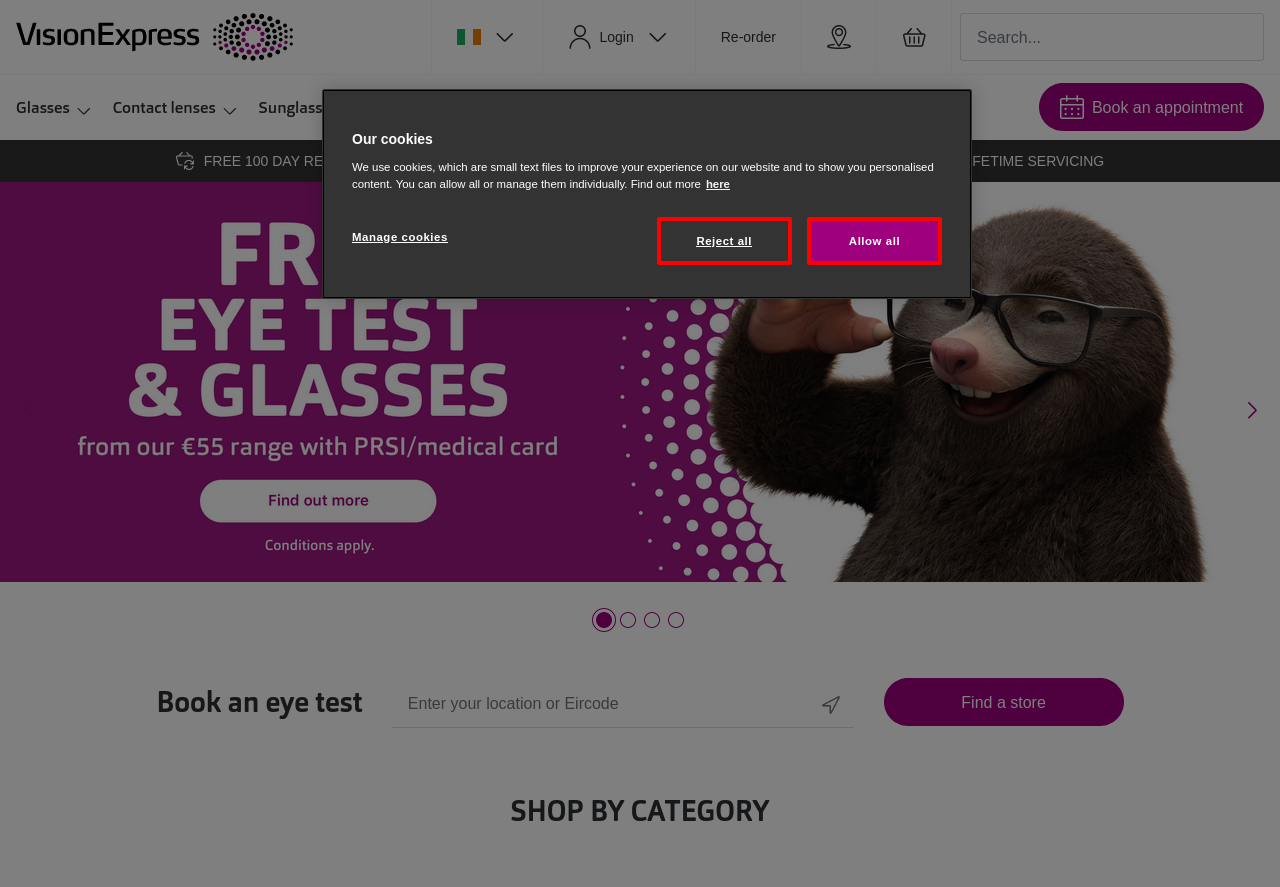 VisionExpress
Login
Re-order
Search...
Glasses
Contact lenses
Book an appointment
Our cookies
We use cookies, which are small text files to improve your experience on our website and to show you personalised
content. You can allow all or manage them individually. Find out more here
Manage cookies
Reject all
Allow all
FREE 100 DAY
SERVICING
EYE TEST
& GLASSES
from our €55 range with PRSI/medical card
Find out more
Conditions apply.
Book an eye test
Enter your location or Eircode
Find a store
SHOP BY CATEGORY